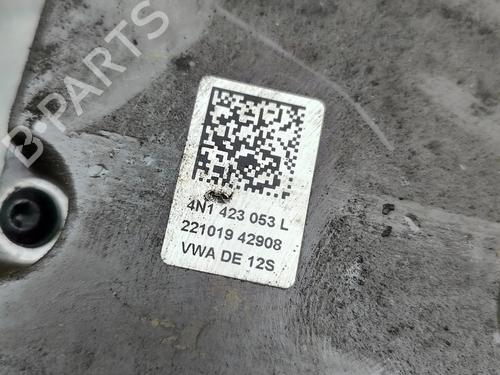 B-PARTS
4N1 423 053 L
221019 42908
VWA DE 12S